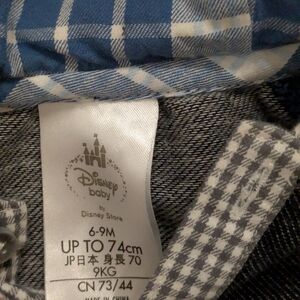 Disney
baby
by
Disney Store
6-9M
UP TO 74cm
JP日本 身長 70
9KG
CN 73/44
MADE IN CHINA